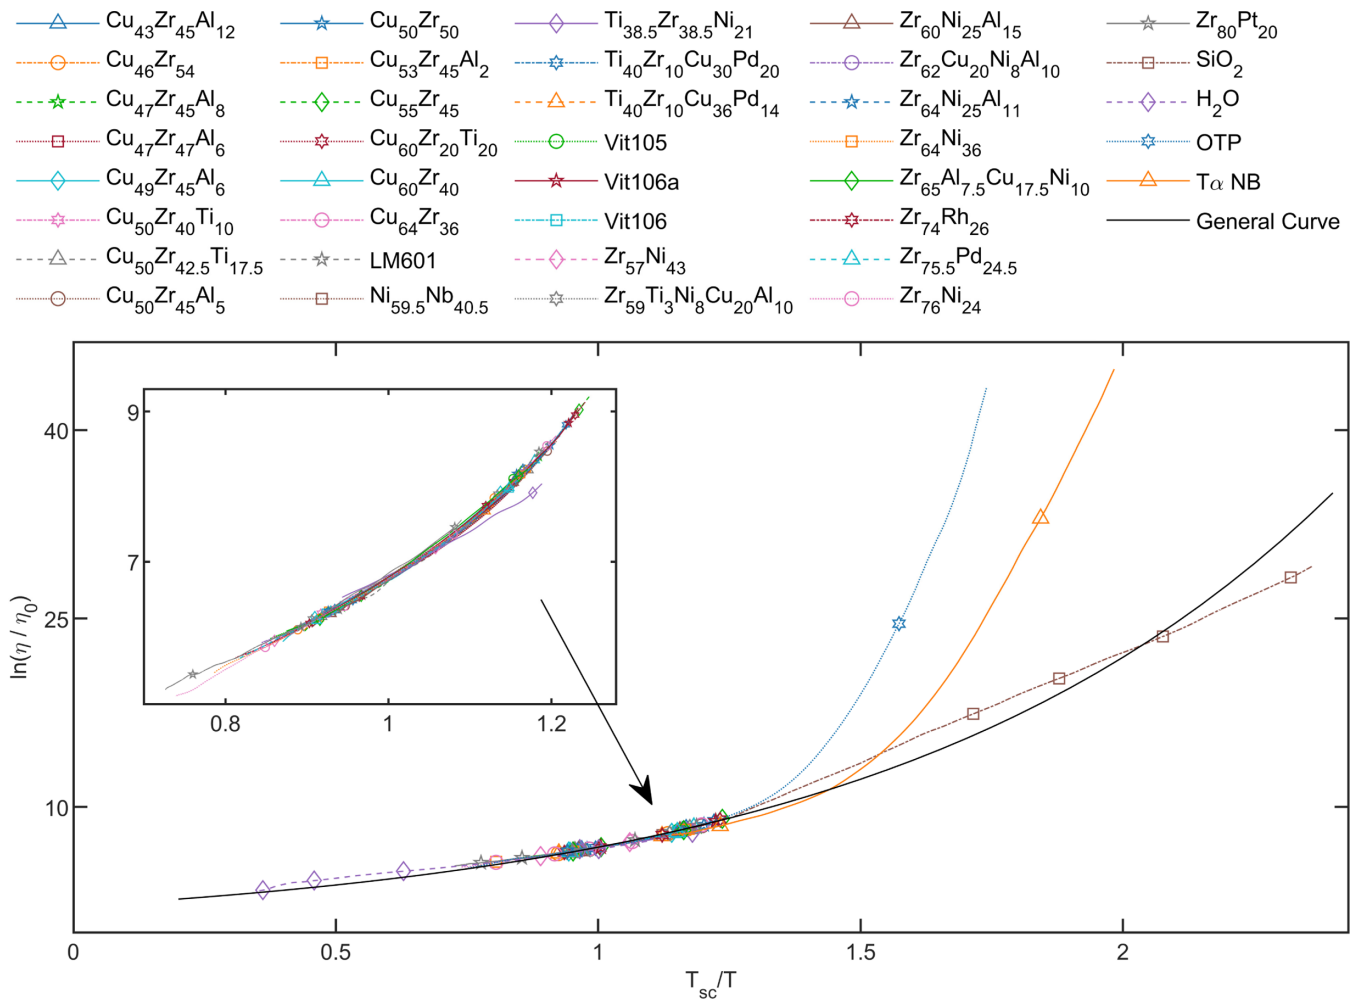 Cu43Zr45Al12 Cu50Zr50 Ti38.5Zr38.5Ni21 Zr60Ni25Al15 Zr80Pt20
Cu46Zr54 Cu53Zr45Al2 Ti40Zr10Cu30Pd20 Zr62Cu20Ni8Al10 SiO2
Cu47Zr45Al8 Cu55Zr45 Ti40Zr10Cu36Pd14 Zr64Ni25Al11 H2O
Cu47Zr47Al6 Cu60Zr20Ti20 Vit105 Zr64Ni36 OTP
Cu49Zr45Al6 Cu60Zr40 Vit106a Zr65Al7.5Cu17.5Ni10 Tα NB
Cu50Zr40Ti10 Cu64Zr36 Vit106 Zr74Rh26 General Curve
Cu50Zr42.5Ti17.5 LM601 Zr57Ni43 Zr75.5Pd24.5
Cu50Zr45Al5 Ni59.5Nb40.5 Zr59Ti3Ni8Cu20Al10 Zr76Ni24
9
7
0.8 1 1.2
40
25
10
ln(η / η0)
0 0.5 1 1.5 2
Tsc/T